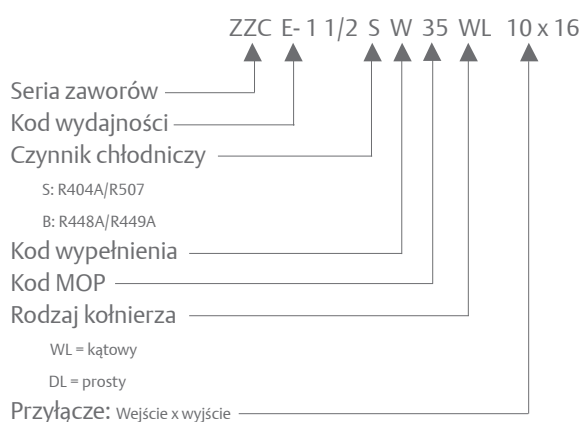 ZZC E- 1 1/2 S W 35 WL 10 x 16
Seria zaworów
Kod wydajności
Czynnik chłodniczy
S: R404A/R507
B: R448A/R449A
Kod wypełnienia
Kod MOP
Rodzaj kołnierza
WL = kątowy
DL = prosty
Przyłącze: Wejście x wyjście